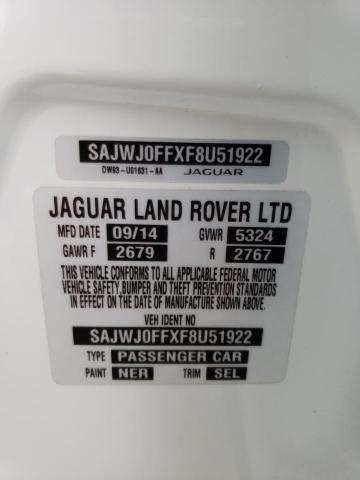 SAJWJ0FFXF8U51922
DW93-U01631-AA JAGUAR
JAGUAR LAND ROVER LTD
MFD DATE 09/14 GVWR 5324
GAWR F 2679 R 2767
THIS VEHICLE CONFORMS TO ALL APPLICABLE FEDERAL MOTOR
VEHICLE SAFETY,BUMPER AND THEFT PREVENTION STANDARDS
IN EFFECT ON THE DATE OF MANUFACTURE SHOWN ABOVE.
VEH IDENT NO
SAJWJ0FFXF8U51922
TYPE PASSENGER CAR
PAINT NER TRIM SEL